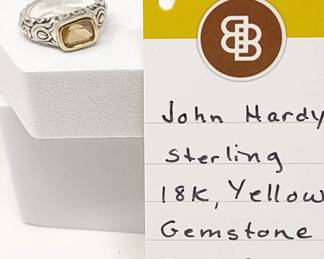 John Hardy
Sterling
18K, Yellow
Gemstone